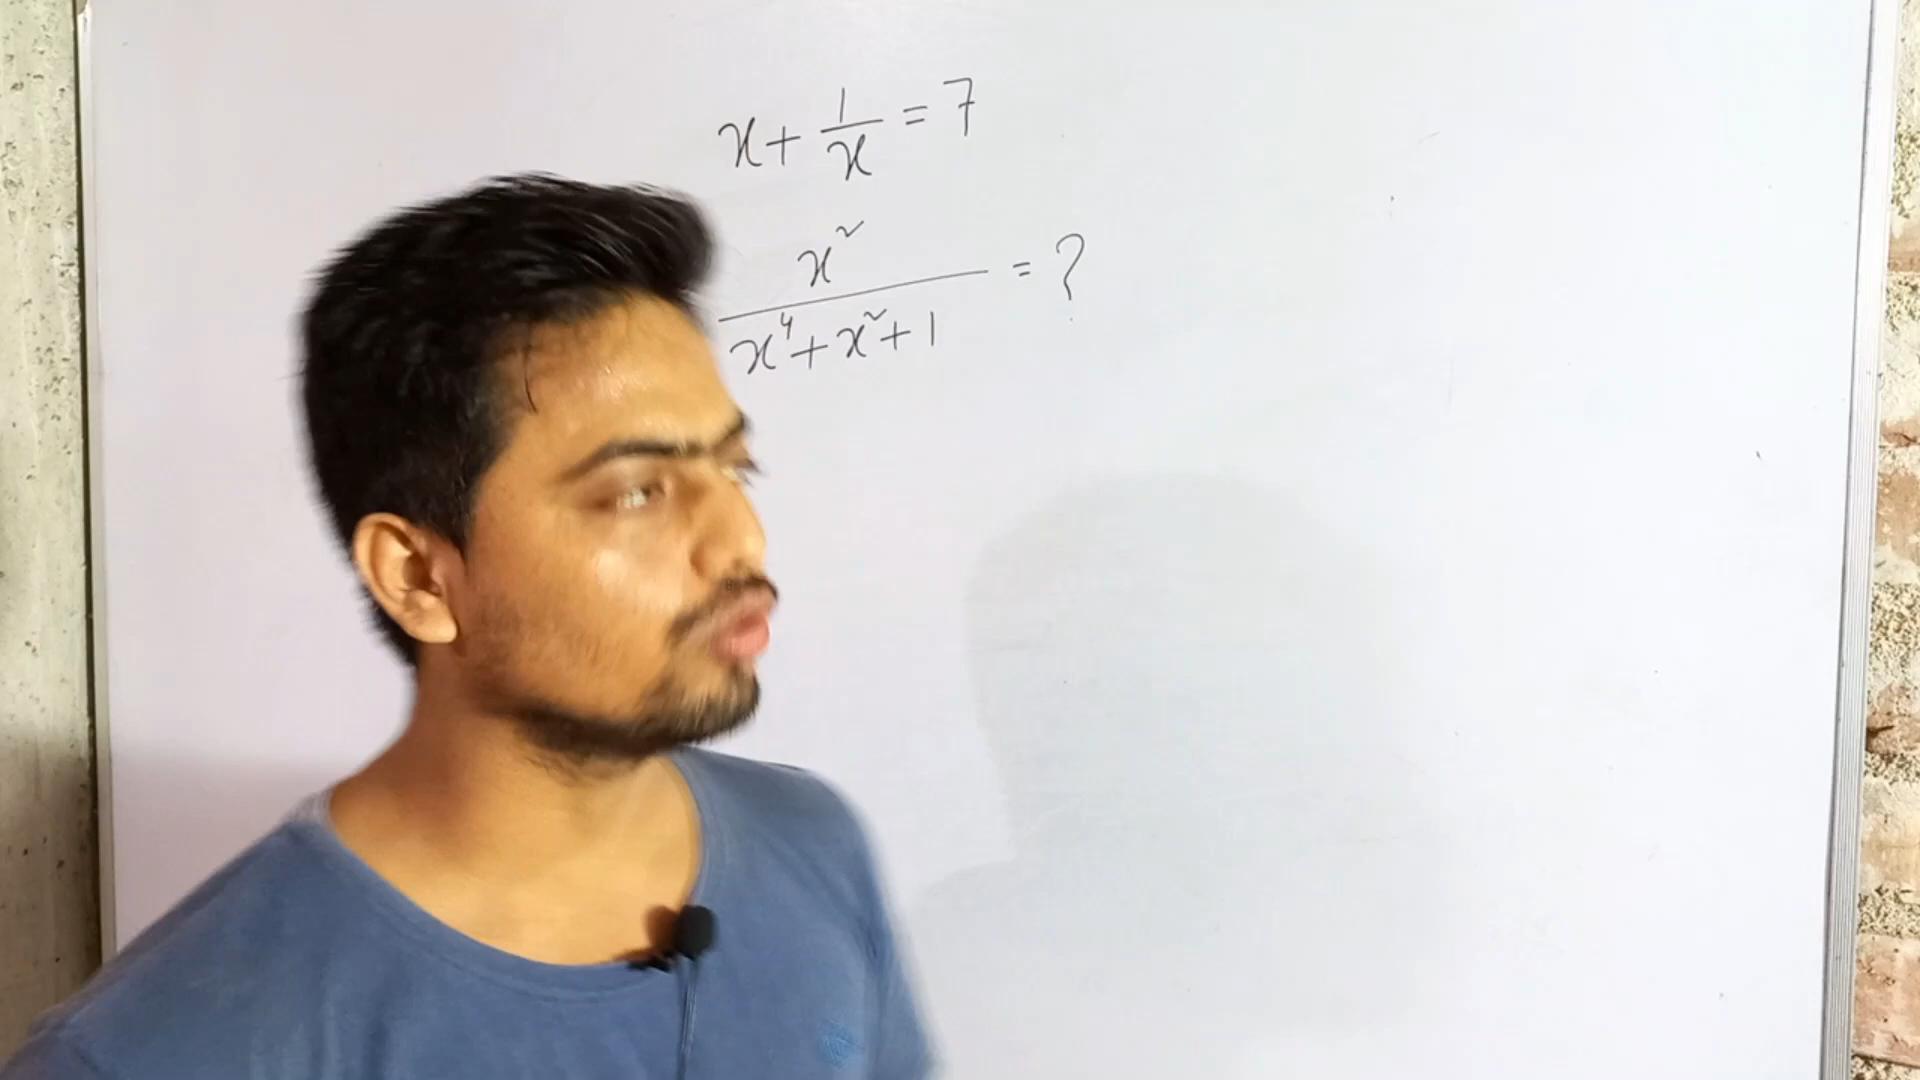 x + 1/x = 7
x²/(x⁴ + x² + 1) = ?